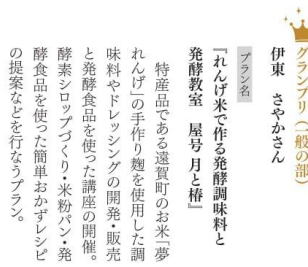 グランプリ（一般の部）
伊東　さやかさん
プラン名
『れんげ米で作る発酵調味料と
発酵教室　屋号 月と椿』
　特産品である遠賀町のお米「夢
れんげ」の手作り麹を使用した調
味料やドレッシングの開発・販売
と発酵食品を使った講座の開催。
酵素シロップづくり・米粉パン・発
酵食品を使った簡単おかずレシピ
の提案などを行なうプラン。